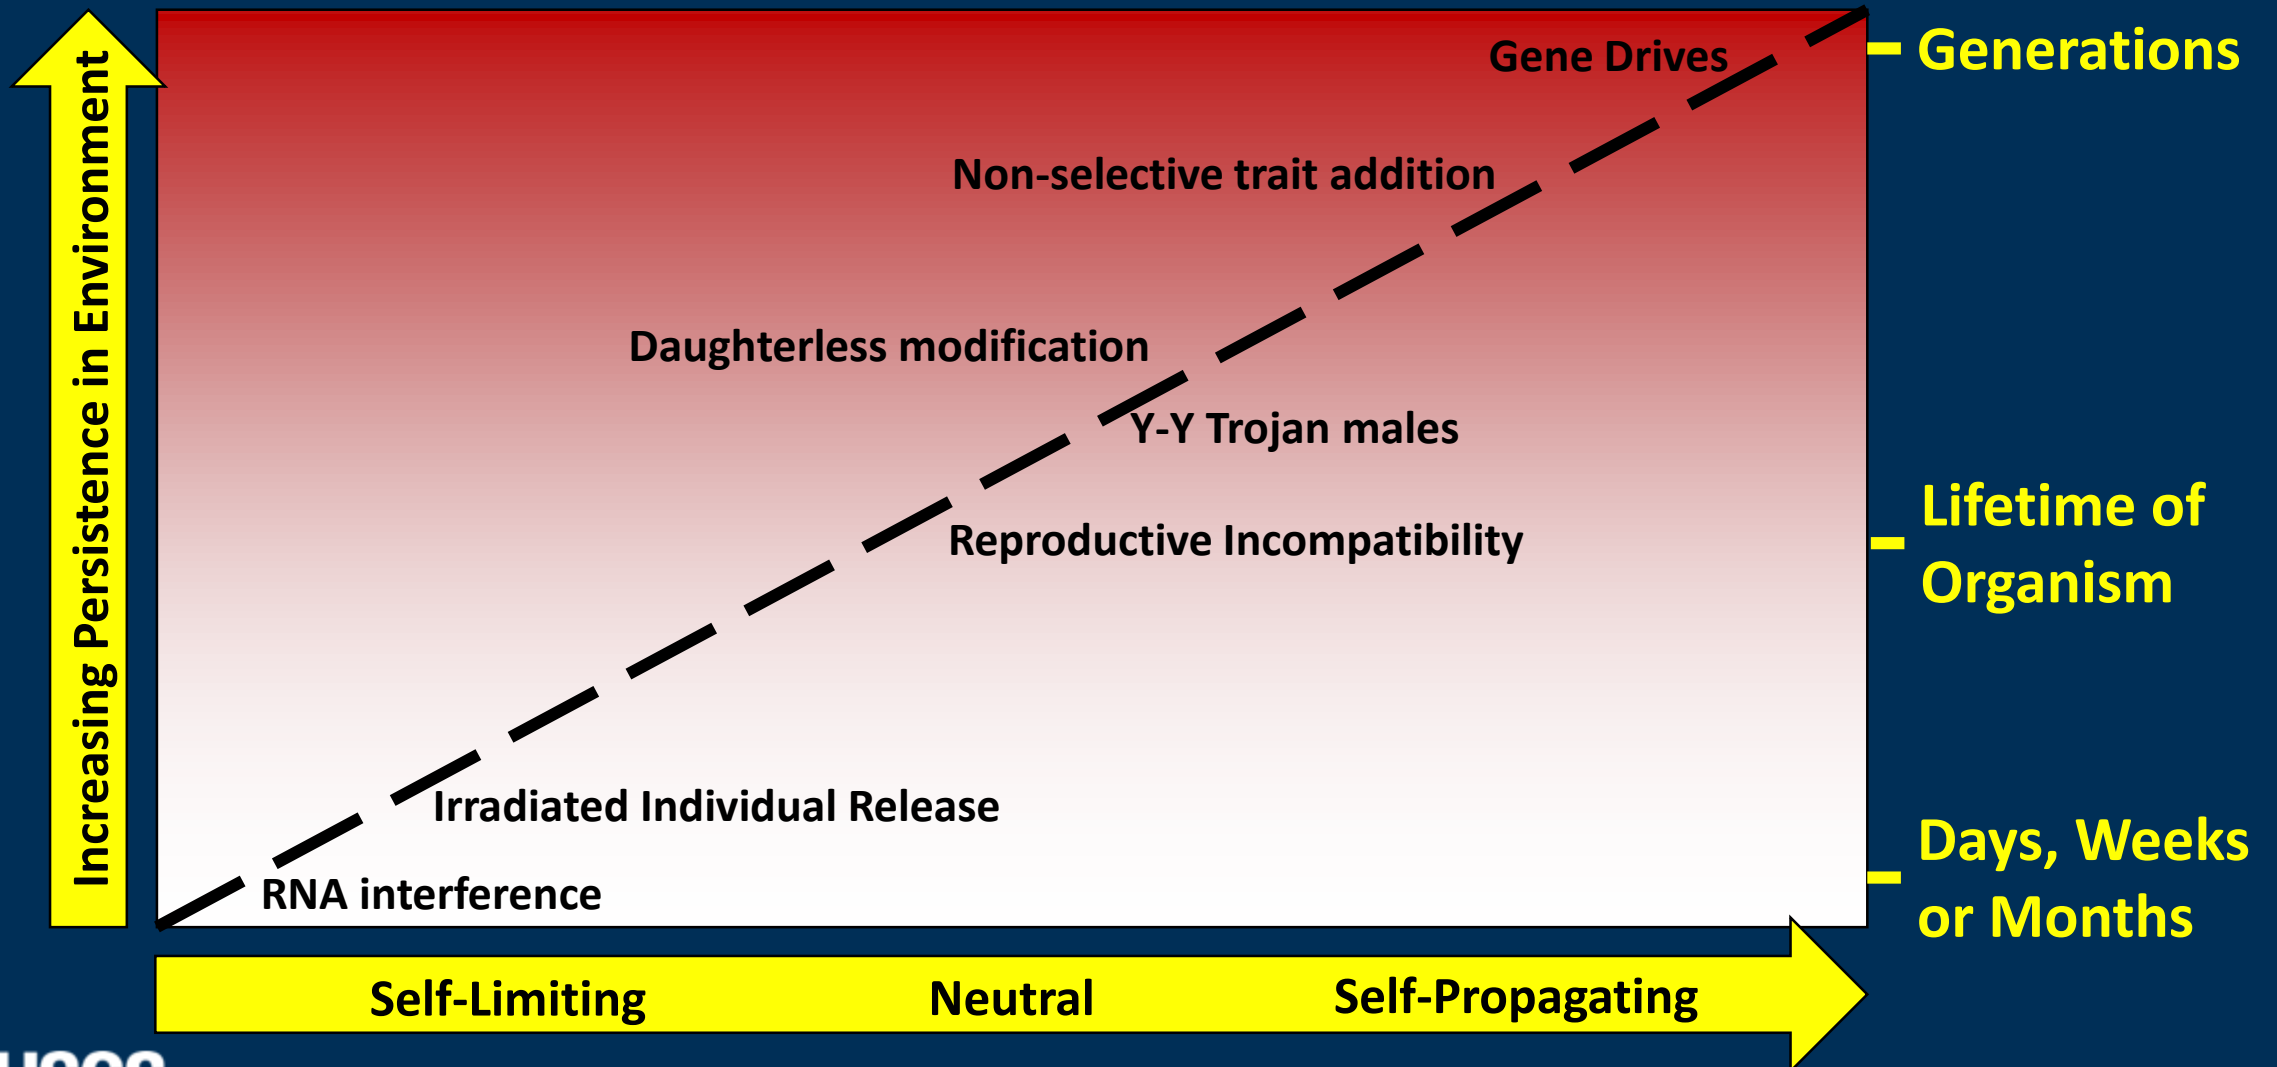 Increasing Persistence in Environment
Gene Drives
Generations
Non-selective trait addition
Daughterless modification
Y-Y Trojan males
Lifetime of
Organism
Reproductive Incompatibility
Irradiated Individual Release
Days, Weeks
or Months
RNA interference
Self-Limiting
Neutral
Self-Propagating